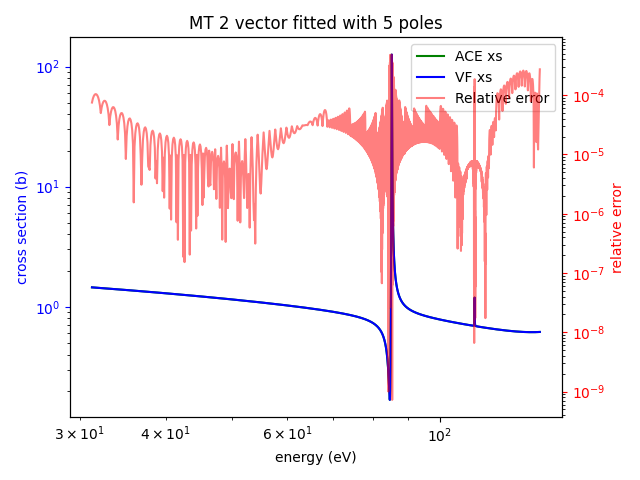 MT 2 vector fitted with 5 poles
ACE xs
VF xs
Relative error
cross section (b)
10²
10¹
10⁰
relative error
10⁻⁴
10⁻⁵
10⁻⁶
10⁻⁷
10⁻⁸
10⁻⁹
3 × 10¹ 4 × 10¹ 6 × 10¹ 10²
energy (eV)